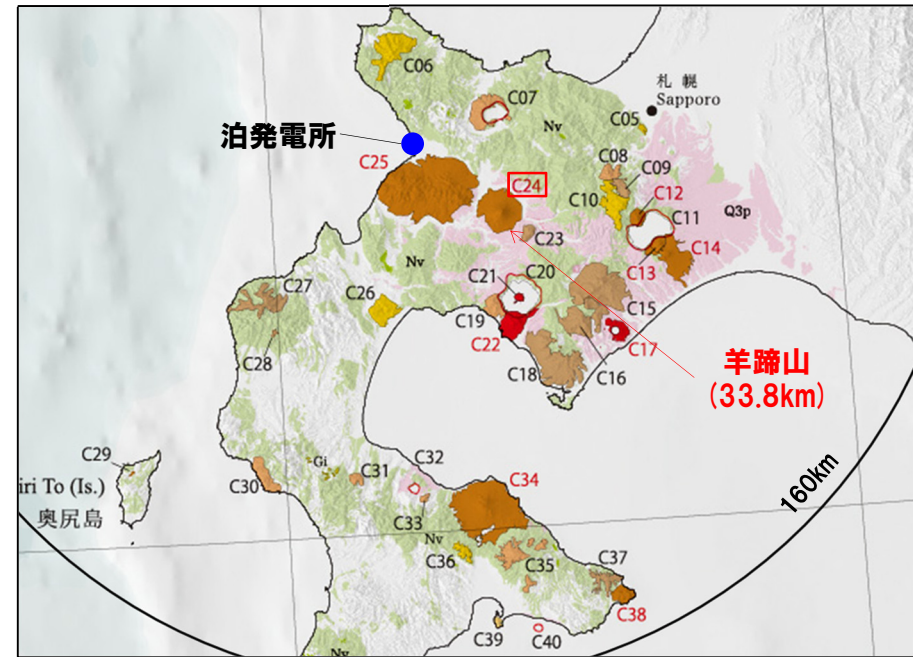 C06
C07
札幌
Sapporo
泊発電所
Nv
C05
C25
C24
C08
C09
C10
C12
Q3p
C11
C23
C14
C13
Nv
C20
C21
C27
C26
C15
C19
C22
C17
C28
C16
C18
羊蹄山
(33.8km)
C29
C32
Gi
C31
C34
iri To (Is.)
C30
160km
奥尻島
C33
Nv
C36
C35
C37
C38
C39
C40
Nv